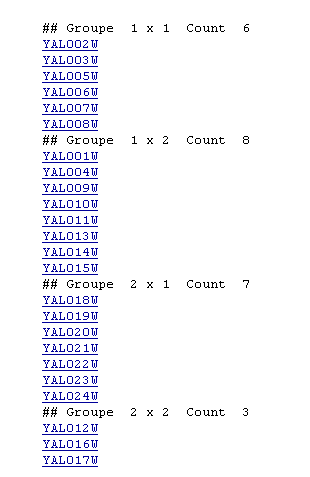 ## Groupe 1 x 1 Count 6
YAL002W
YAL003W
YAL005W
YAL006W
YAL007W
YAL008W
## Groupe 1 x 2 Count 8
YAL001W
YAL004W
YAL009W
YAL010W
YAL011W
YAL013W
YAL014W
YAL015W
## Groupe 2 x 1 Count 7
YAL018W
YAL019W
YAL020W
YAL021W
YAL022W
YAL023W
YAL024W
## Groupe 2 x 2 Count 3
YAL012W
YAL016W
YAL017W